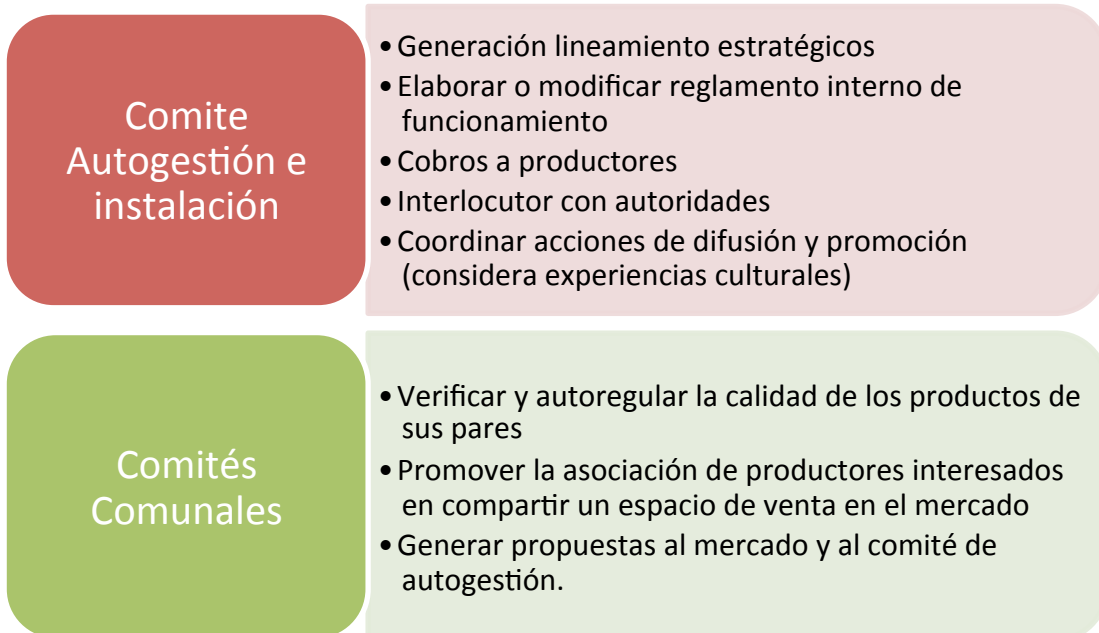 Comite
Autogestión e
instalación
• Generación lineamiento estratégicos
• Elaborar o modificar reglamento interno de
funcionamiento
• Cobros a productores
• Interlocutor con autoridades
• Coordinar acciones de difusión y promoción
(considera experiencias culturales)
Comités
Comunales
• Verificar y autoregular la calidad de los productos de
sus pares
• Promover la asociación de productores interesados
en compartir un espacio de venta en el mercado
• Generar propuestas al mercado y al comité de
autogestión.